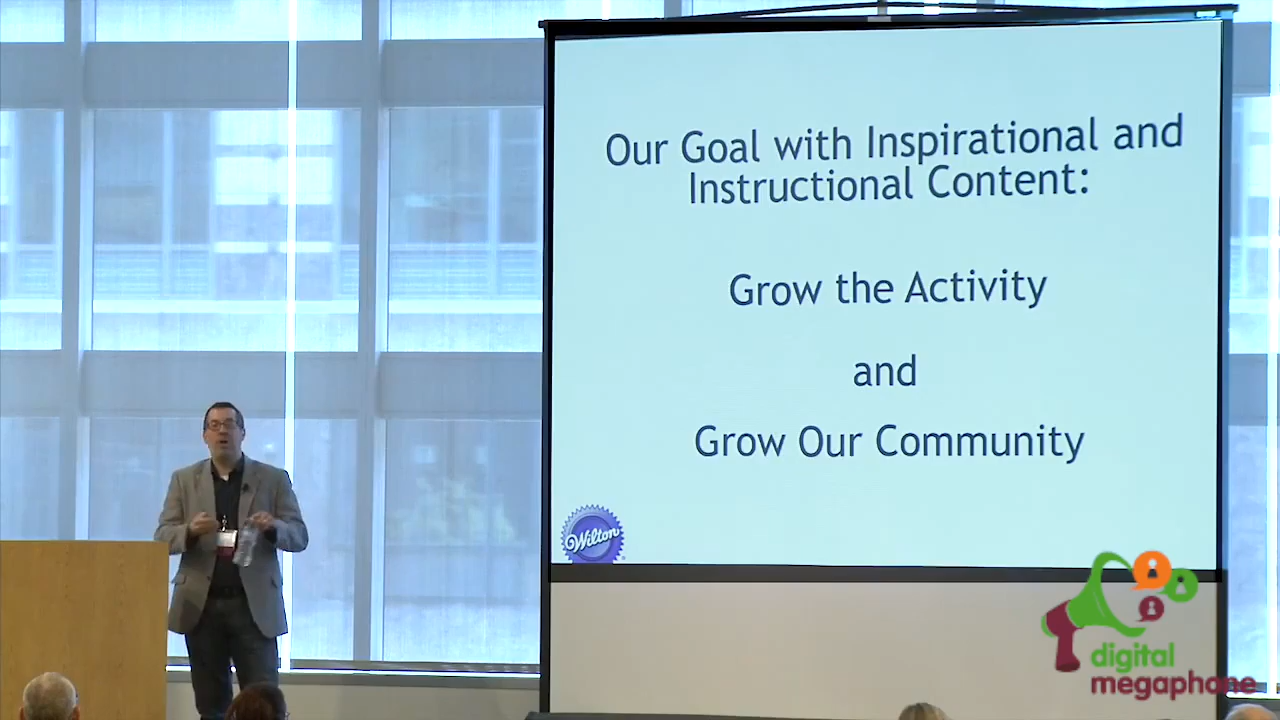 Our Goal with Inspirational and
Instructional Content:
Grow the Activity
and
Grow Our Community
Wilton
digital
megaphone